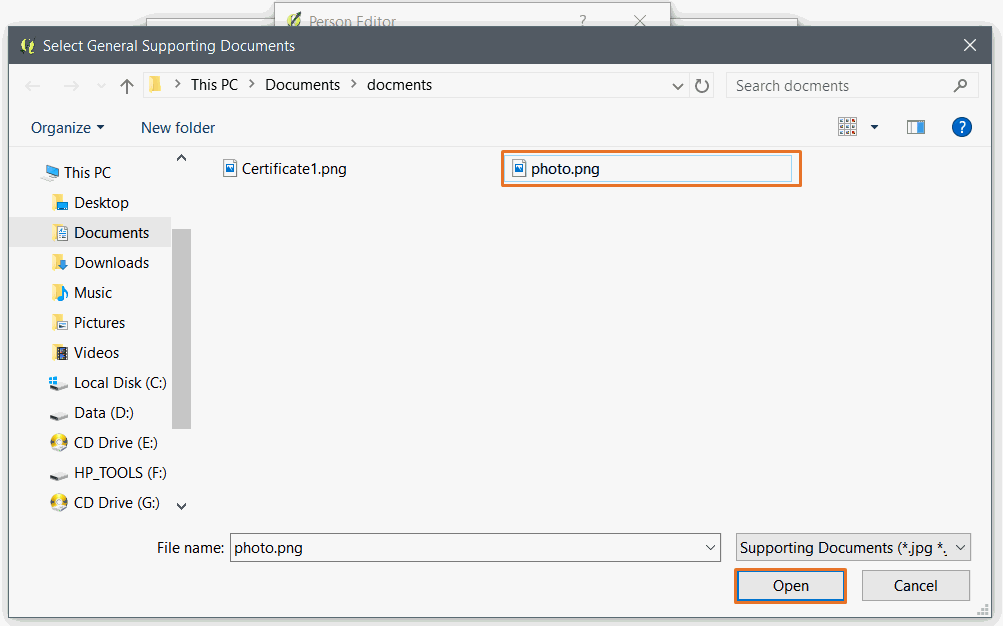 Person Editor ?
Select General Supporting Documents
This PC > Documents > docments
Search docments
Organize
New folder
?
This PC
Desktop
Documents
Downloads
Music
Pictures
Videos
Local Disk (C:)
Data (D:)
CD Drive (E:)
HP_TOOLS (F:)
CD Drive (G:)
Certificate1.png
photo.png
File name: photo.png
Supporting Documents (*.jpg *.
Open
Cancel